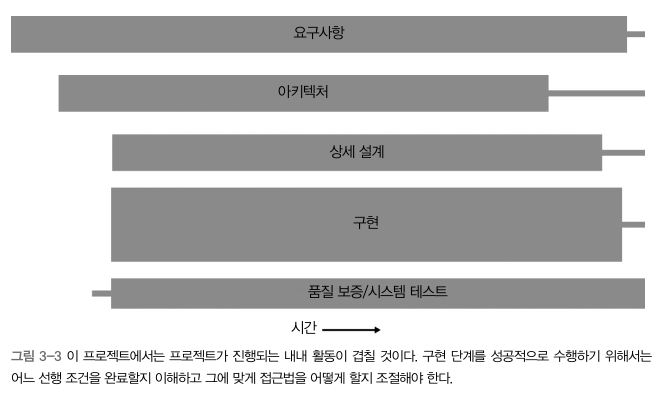 요구사항
아키텍처
상세 설계
구현
품질 보증/시스템 테스트
시간
그림 3-3 이 프로젝트에서는 프로젝트가 진행되는 내내 활동이 겹칠 것이다. 구현 단계를 성공적으로 수행하기 위해서는
어느 선행 조건을 완료할지 이해하고 그에 맞게 접근법을 어떻게 할지 조절해야 한다.